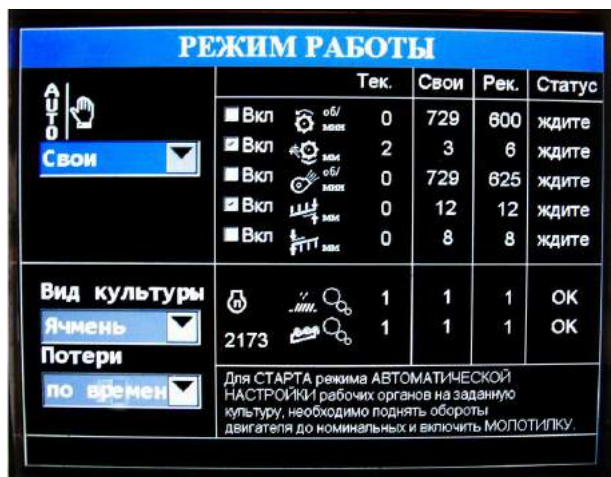 РЕЖИМ РАБОТЫ
Тек. Свои Рек. Статус
AUTO
Вкл об/мин 0 729 600 ждите
Вкл мм 2 3 6 ждите
Свои
Вкл об/мин 0 729 625 ждите
Вкл мм 0 12 12 ждите
Вкл мм 0 8 8 ждите
Вид культуры
n 1 1 1 OK
Ячмень
2173 1 1 1 OK
Потери
по времен
Для СТАРТА режима АВТОМАТИЧЕСКОЙ
НАСТРОЙКИ рабочих органов на заданную
культуру, необходимо поднять обороты
двигателя до номинальных и включить МОЛОТИЛКУ.